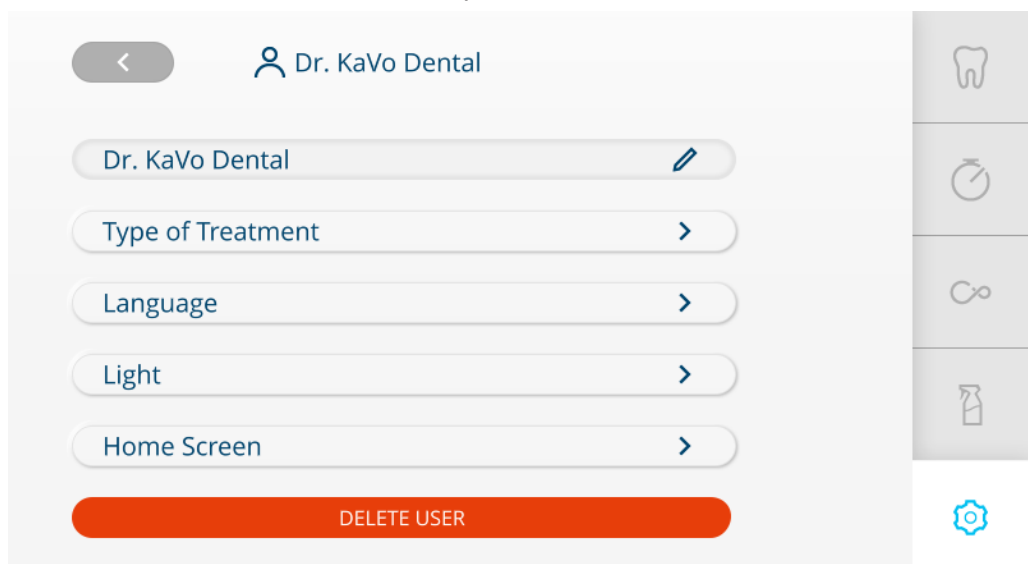 Dr. KaVo Dental
Dr. KaVo Dental
Type of Treatment
Language
Light
Home Screen
DELETE USER